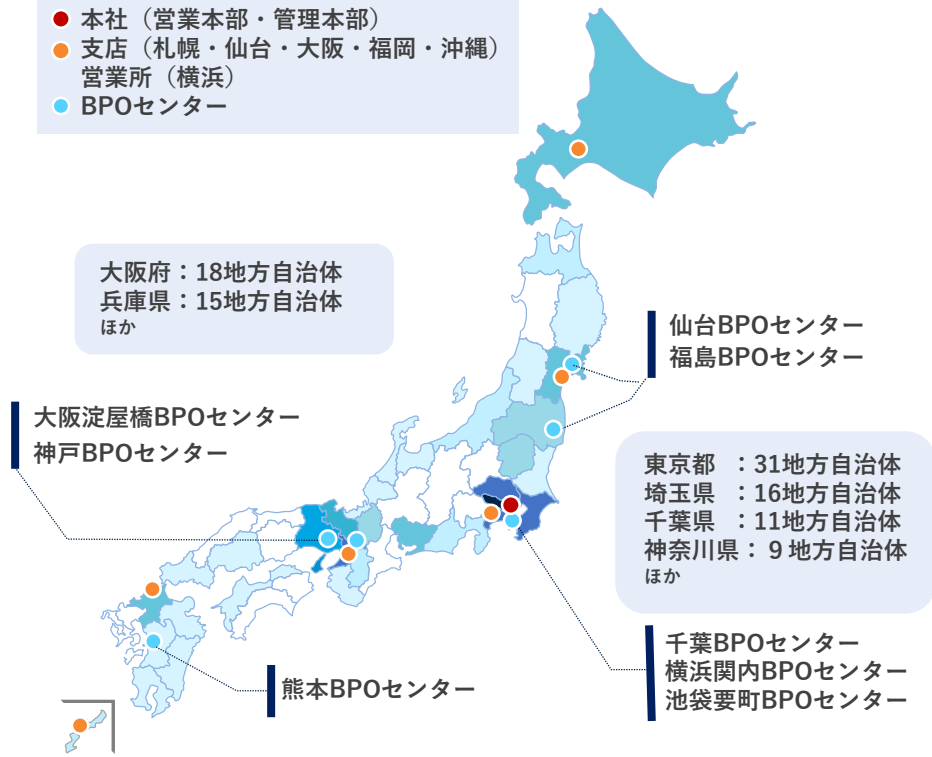 本社（営業本部・管理本部）
支店（札幌・仙台・大阪・福岡・沖縄）
営業所（横浜）
BPOセンター
大阪府：18地方自治体
兵庫県：15地方自治体
ほか
仙台BPOセンター
福島BPOセンター
大阪淀屋橋BPOセンター
神戸BPOセンター
東京都　：31地方自治体
埼玉県　：16地方自治体
千葉県　：11地方自治体
神奈川県：９地方自治体
ほか
千葉BPOセンター
横浜関内BPOセンター
池袋要町BPOセンター
熊本BPOセンター